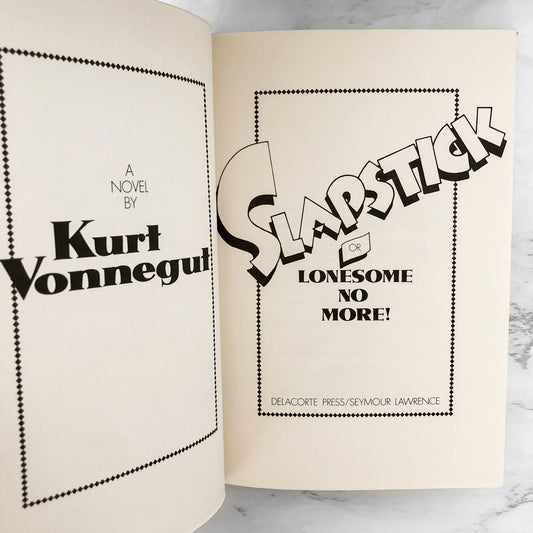 A
NOVEL
BY
Kurt
Vonnegut
SLAPSTICK
OR
LONESOME
NO
MORE!
DELACORTE PRESS/SEYMOUR LAWRENCE